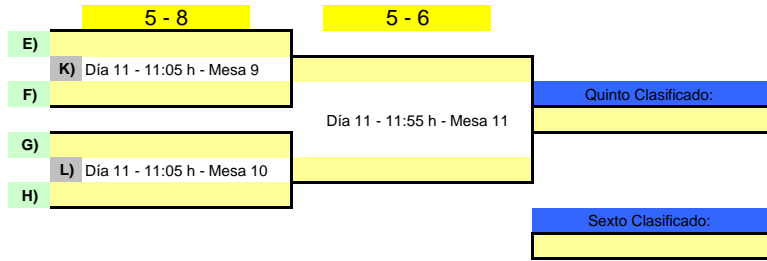 5 - 8
5 - 6
E)
K) Día 11 - 11:05 h - Mesa 9
F)
Quinto Clasificado:
Día 11 - 11:55 h - Mesa 11
G)
L) Día 11 - 11:05 h - Mesa 10
H)
Sexto Clasificado: